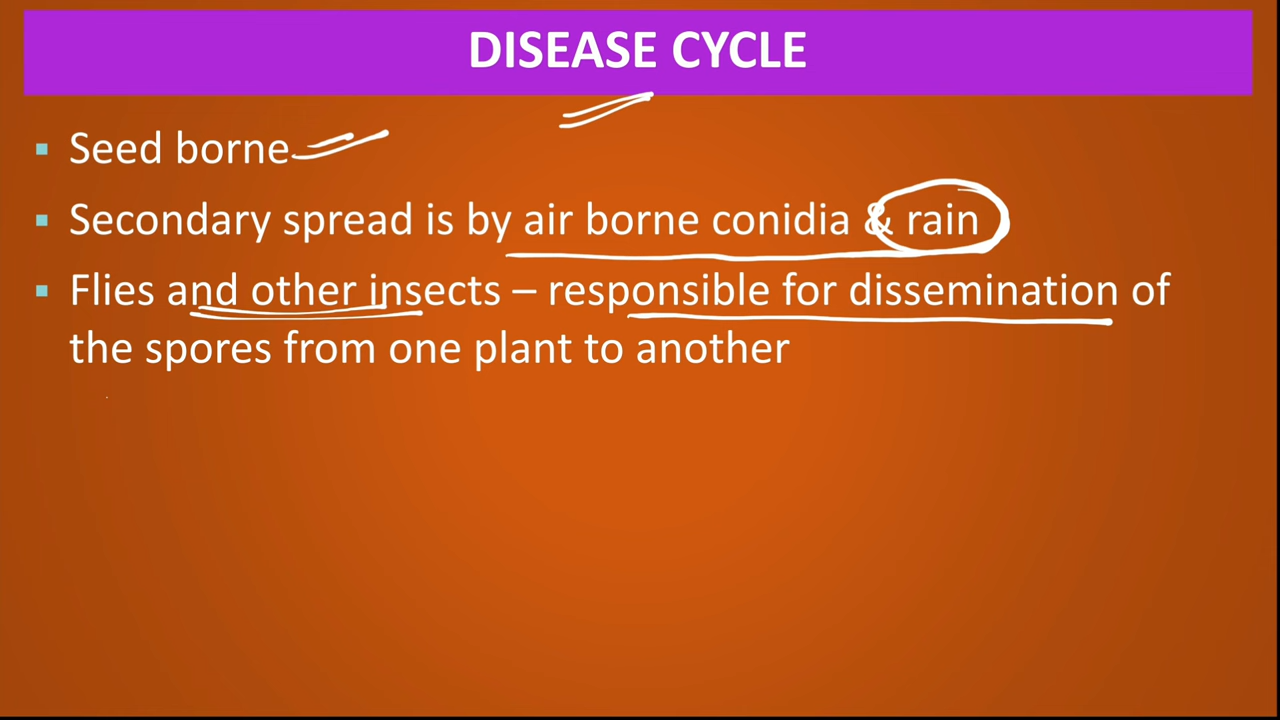 DISEASE CYCLE
Seed borne
Secondary spread is by air borne conidia & rain
Flies and other insects – responsible for dissemination of
the spores from one plant to another